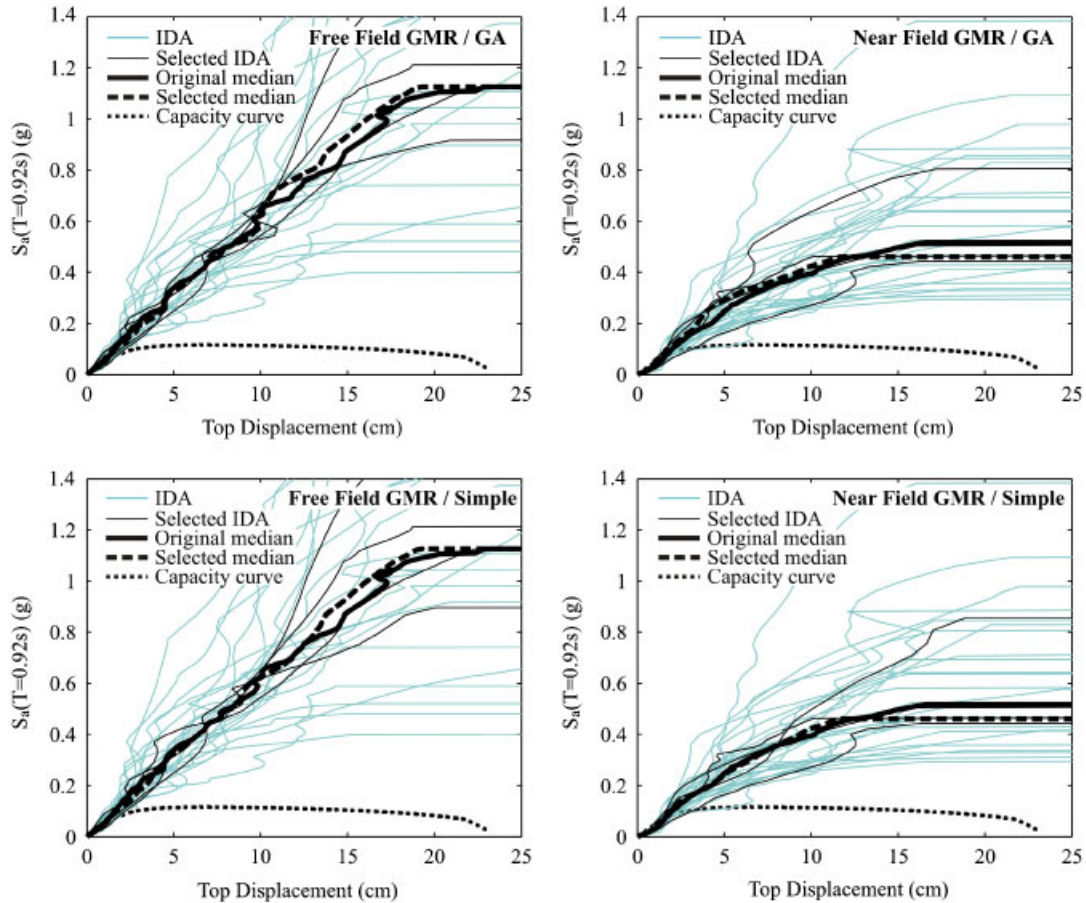 1.4
1.2
1
0.8
0.6
0.4
0.2
0
Sa(T=0.92s) (g)
IDA
Selected IDA
Original median
Selected median
Capacity curve
Free Field GMR / GA
0 5 10 15 20 25
Top Displacement (cm)
1.4
1.2
1
0.8
0.6
0.4
0.2
0
Sa(T=0.92s) (g)
IDA
Selected IDA
Original median
Selected median
Capacity curve
Near Field GMR / GA
0 5 10 15 20 25
Top Displacement (cm)
1.4
1.2
1
0.8
0.6
0.4
0.2
0
Sa(T=0.92s) (g)
IDA
Selected IDA
Original median
Selected median
Capacity curve
Free Field GMR / Simple
0 5 10 15 20 25
Top Displacement (cm)
1.4
1.2
1
0.8
0.6
0.4
0.2
0
Sa(T=0.92s) (g)
IDA
Selected IDA
Original median
Selected median
Capacity curve
Near Field GMR / Simple
0 5 10 15 20 25
Top Displacement (cm)